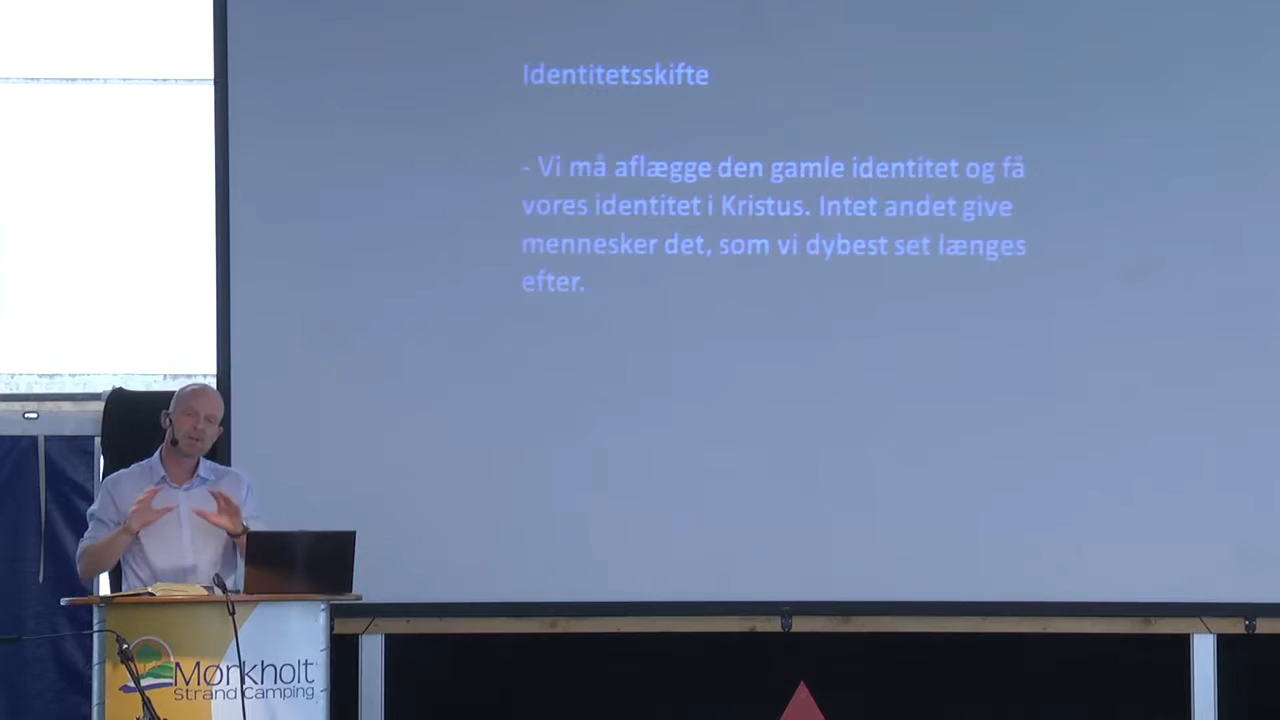 Identitetsskifte
- Vi må aflægge den gamle identitet og få
vores identitet i Kristus. Intet andet give
mennesker det, som vi dybest set længes
efter.
Mørkholt
Strand Camping